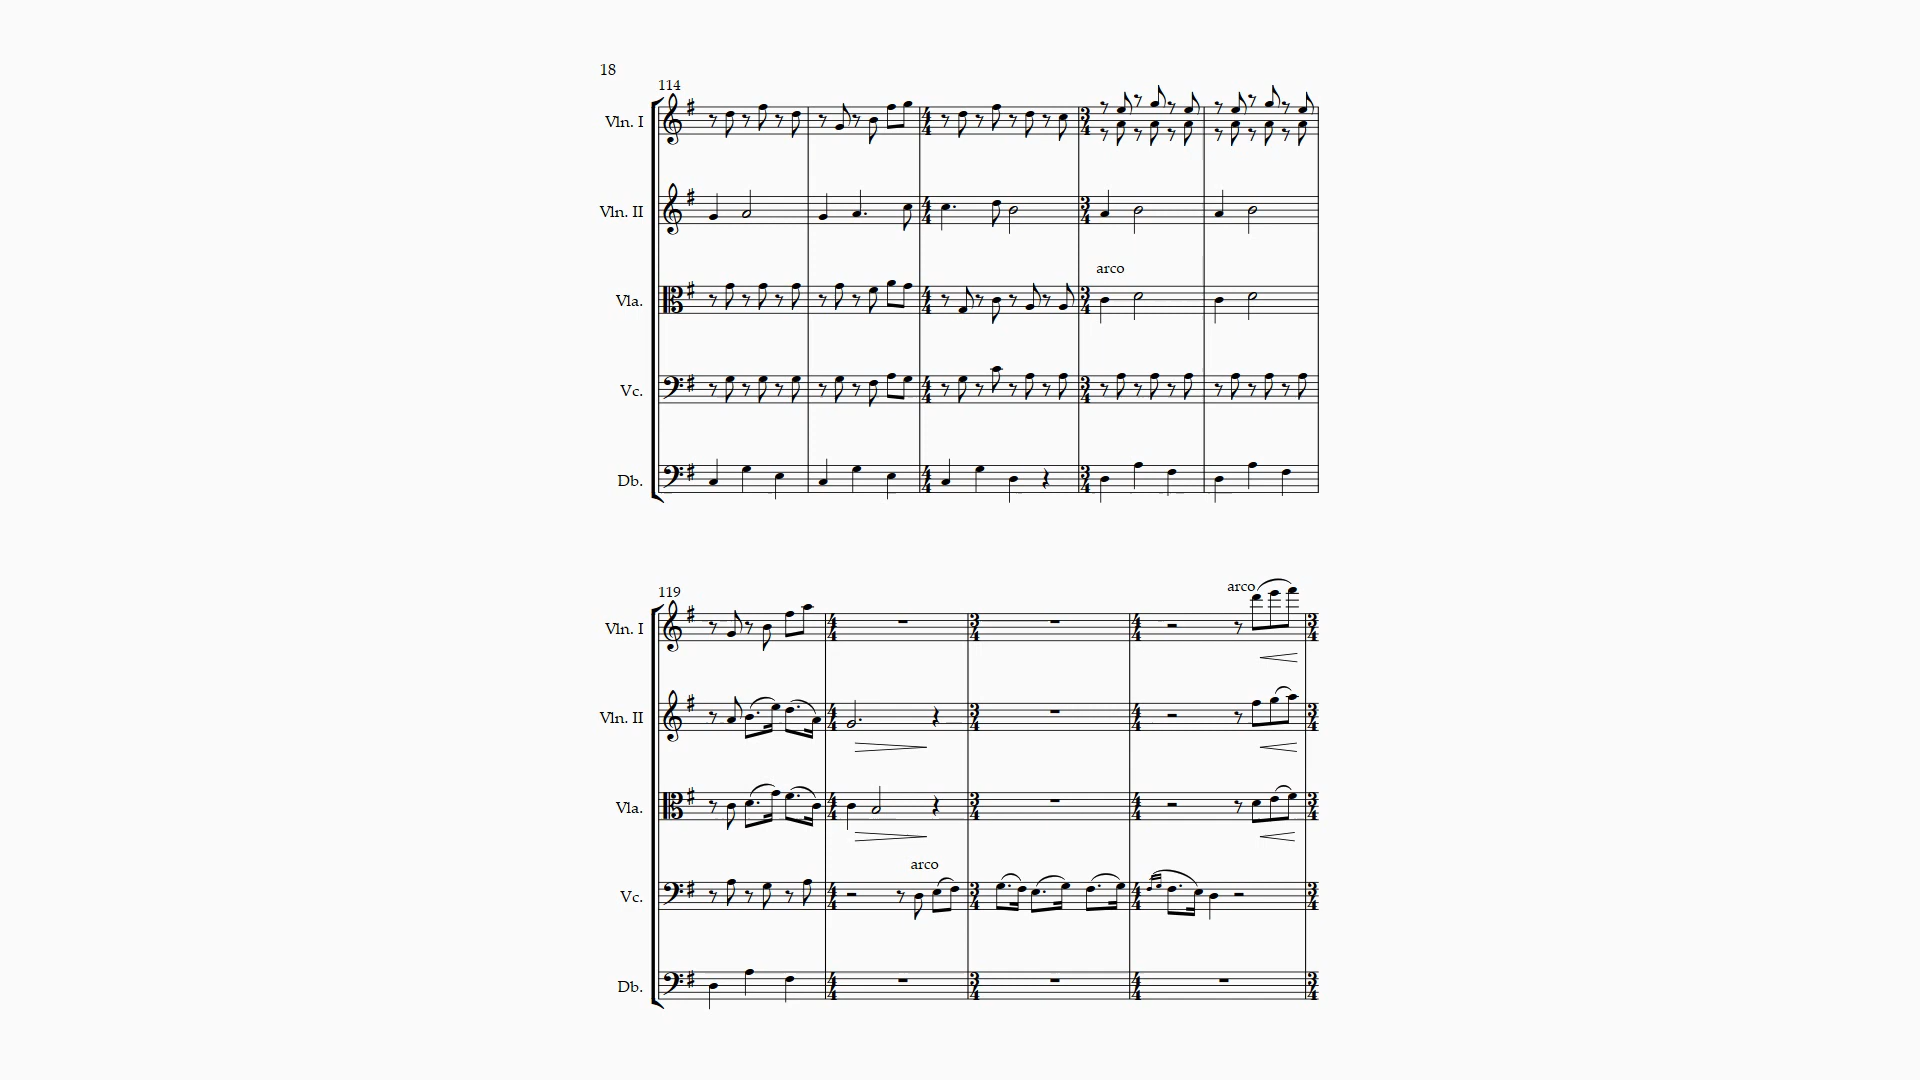 18
114
Vln. I
Vln. II
arco
Vla.
Vc.
Db.
119
arco
Vln. I
Vln. II
Vla.
arco
Vc.
Db.